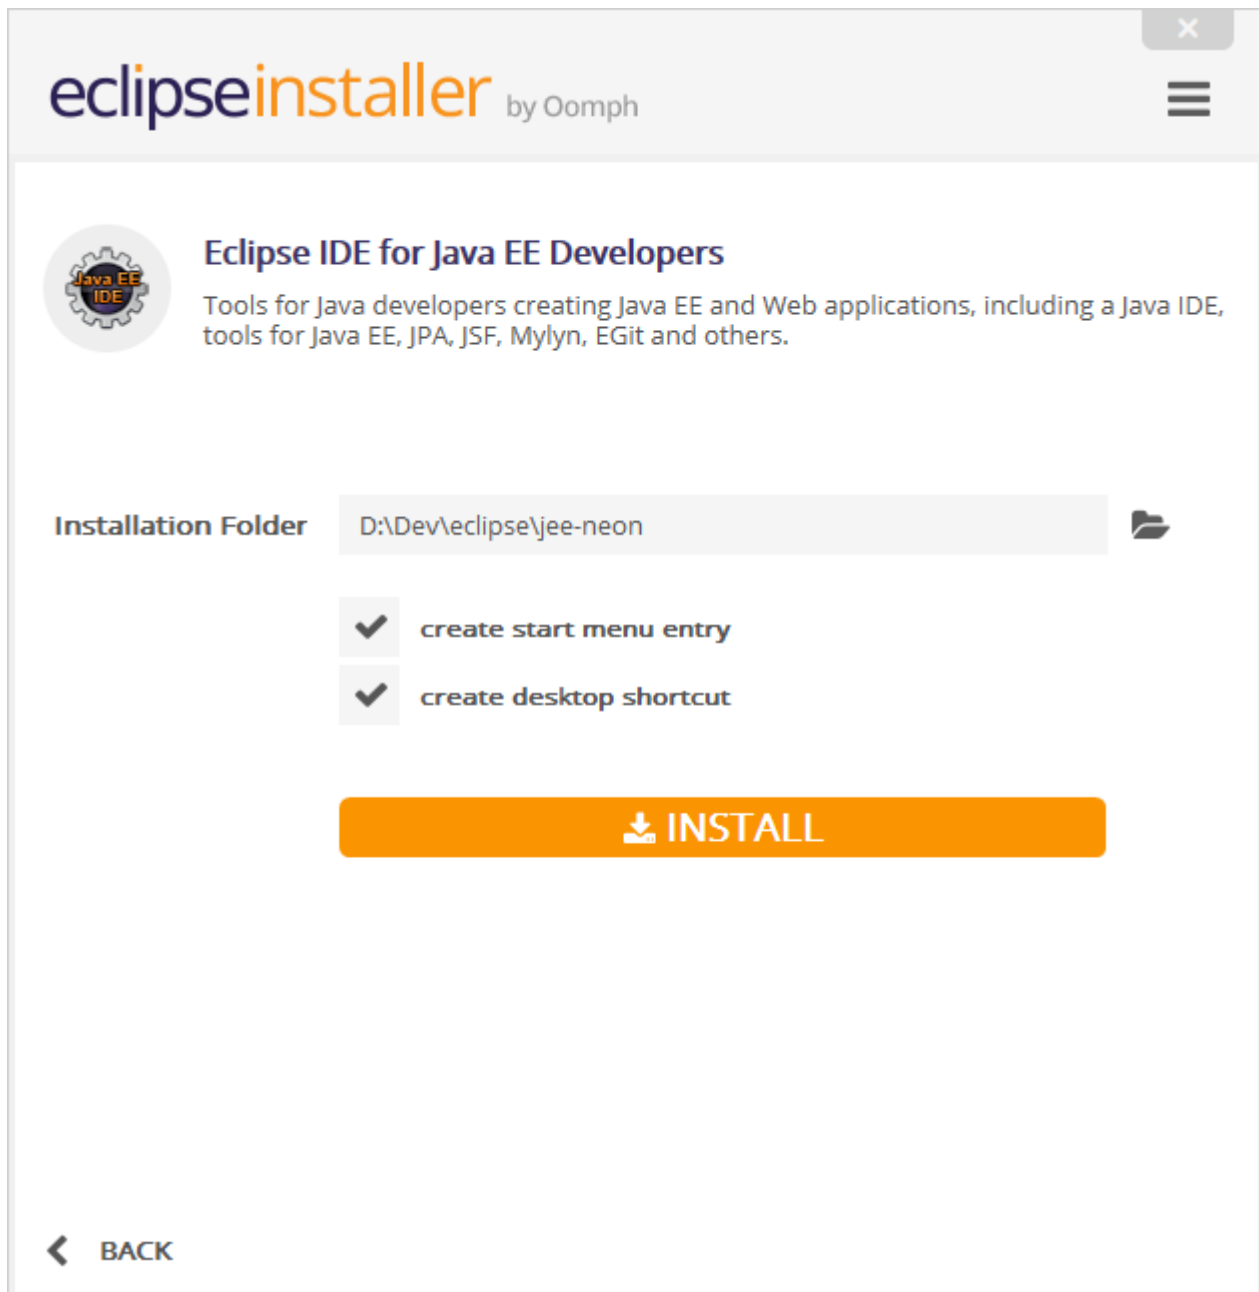 eclipseinstaller by Oomph
Java EE
IDE
Eclipse IDE for Java EE Developers
Tools for Java developers creating Java EE and Web applications, including a Java IDE,
tools for Java EE, JPA, JSF, Mylyn, EGit and others.
Installation Folder D:\Dev\eclipse\jee-neon
create start menu entry
create desktop shortcut
INSTALL
BACK